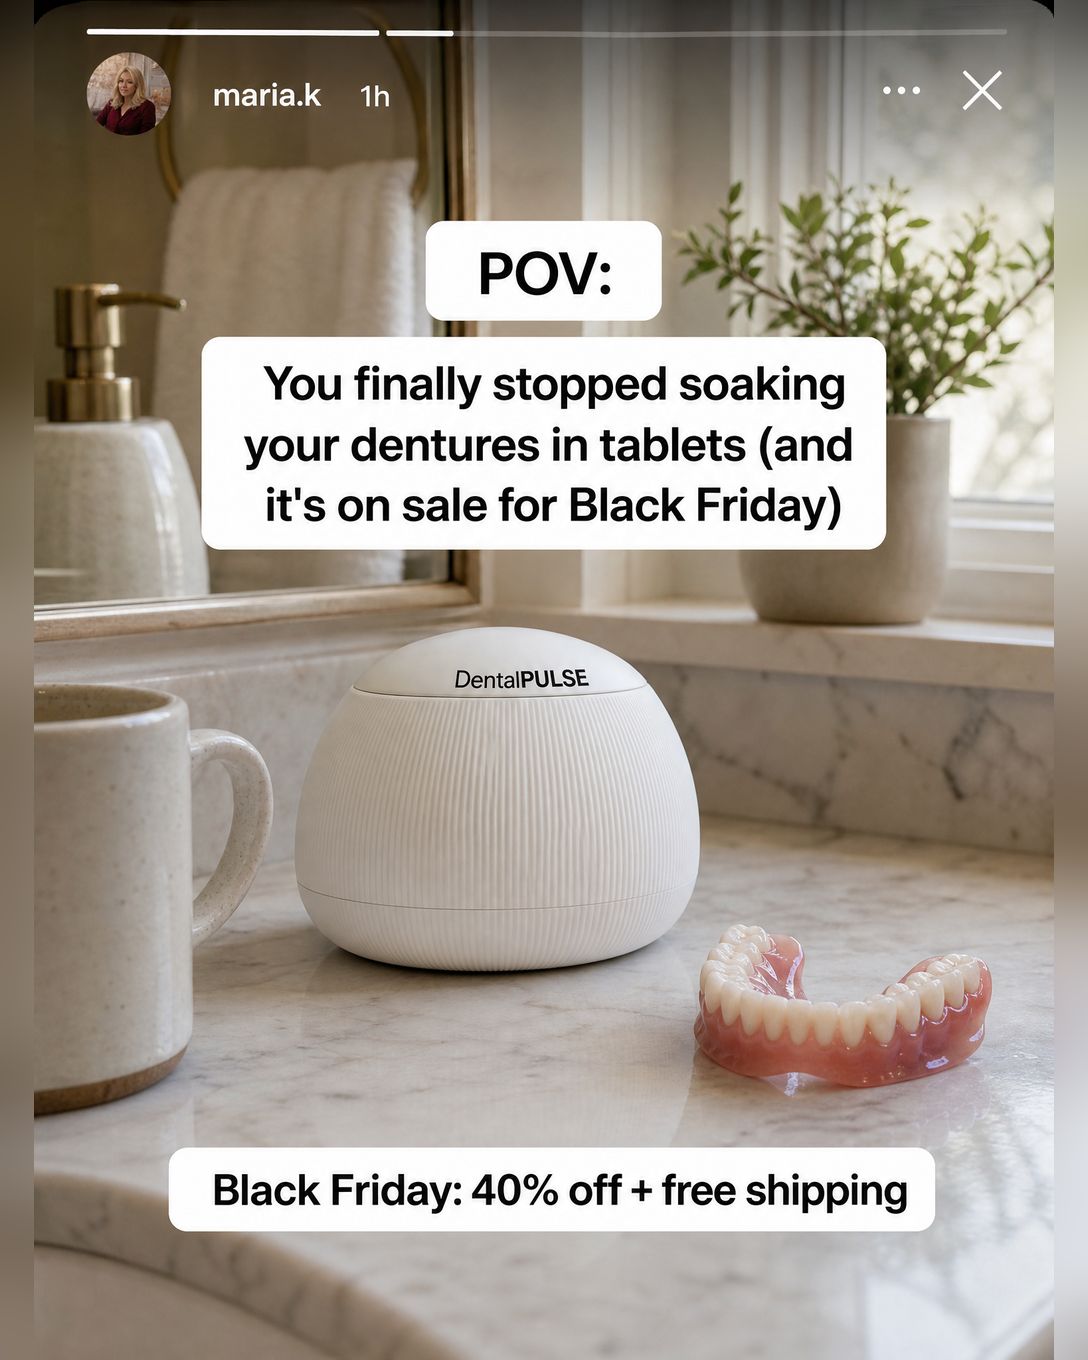 maria.k 1h
POV:
You finally stopped soaking
your dentures in tablets (and
it's on sale for Black Friday)
DentalPULSE
Black Friday: 40% off + free shipping